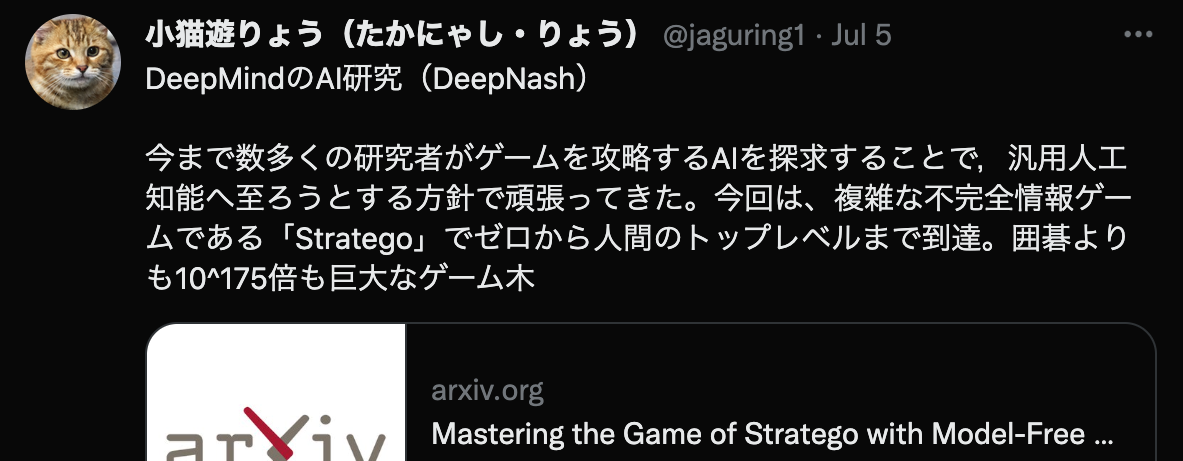 小猫遊りょう（たかにゃし・りょう） @jaguring1 · Jul 5
DeepMindのAI研究（DeepNash）
今まで数多くの研究者がゲームを攻略するAIを探求することで，汎用人工
知能へ至ろうとする方針で頑張ってきた。今回は、複雑な不完全情報ゲー
ムである「Stratego」でゼロから人間のトップレベルまで到達。囲碁より
も10^175倍も巨大なゲーム木
arxiv.org
arXiv
Mastering the Game of Stratego with Model-Free ...